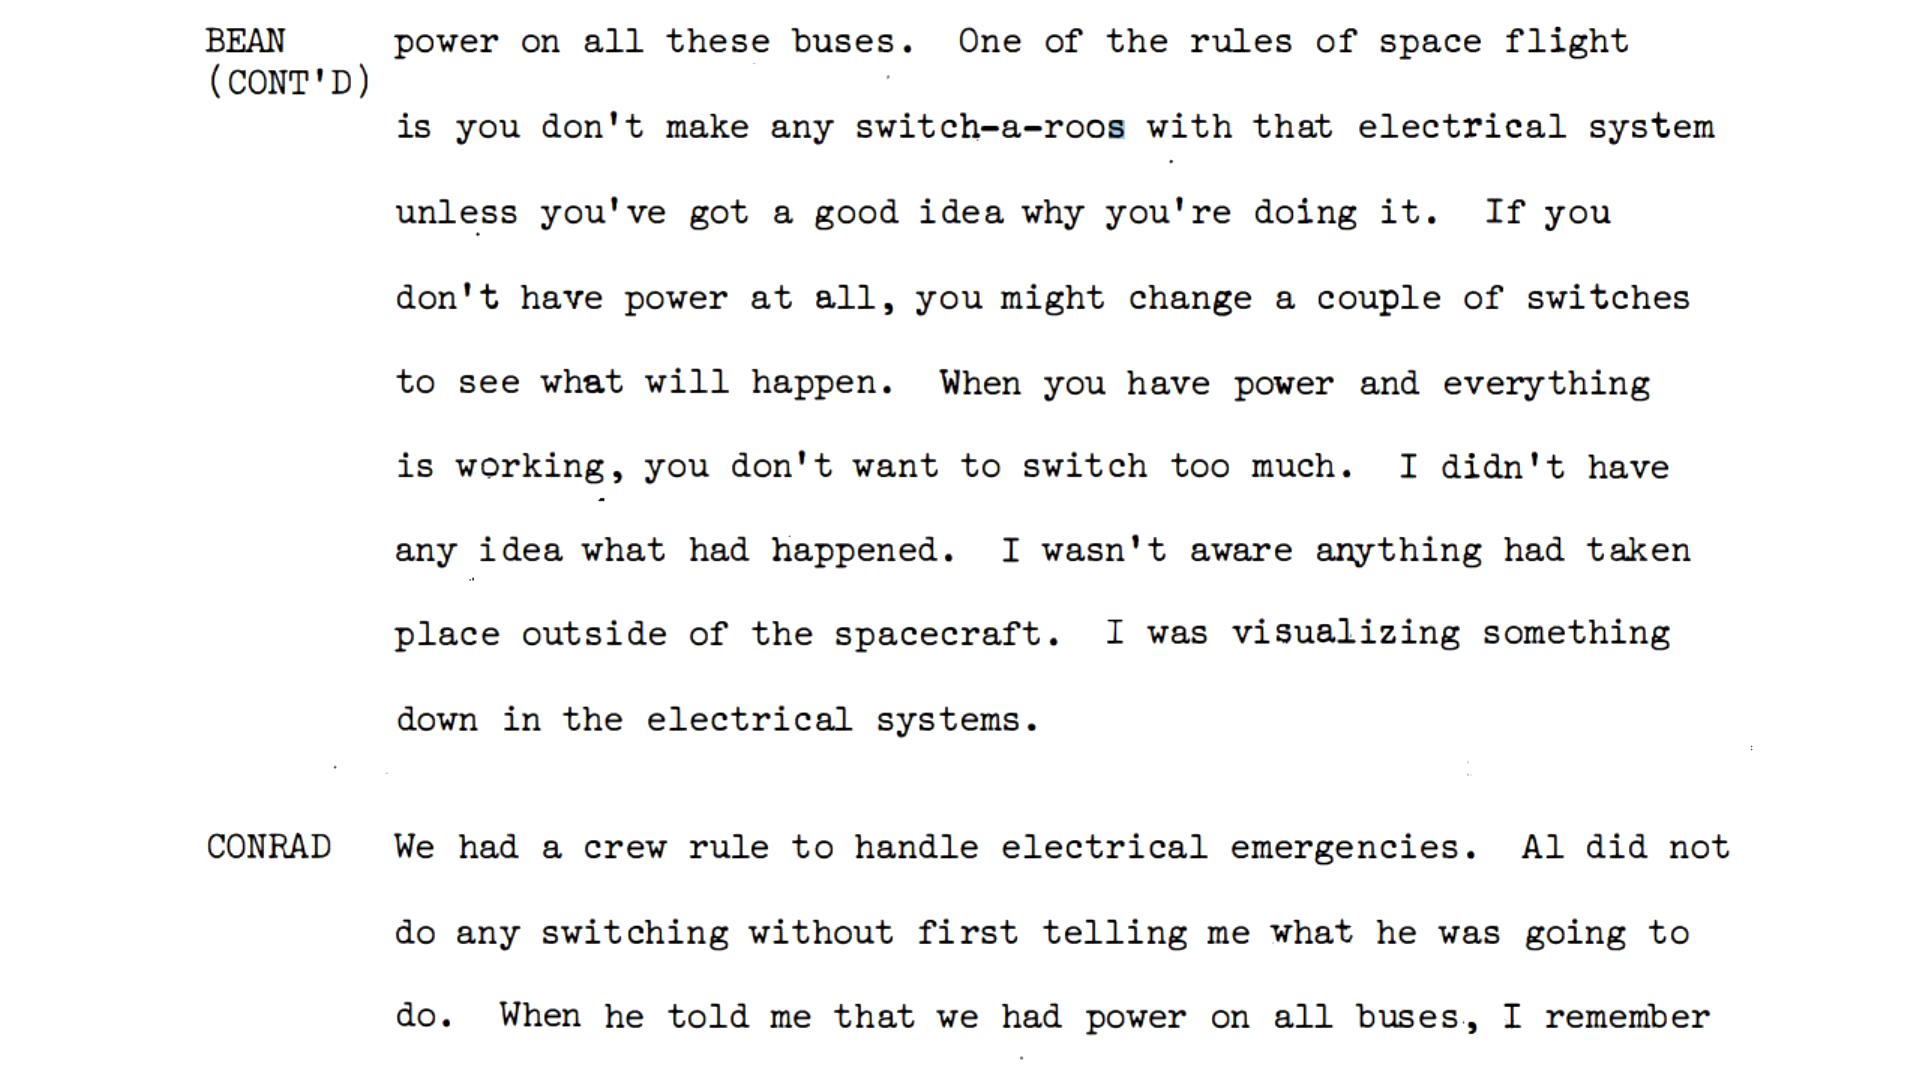 BEAN power on all these buses. One of the rules of space flight
(CONT'D)
is you don't make any switch-a-roos with that electrical system
unless you've got a good idea why you're doing it. If you
don't have power at all, you might change a couple of switches
to see what will happen. When you have power and everything
is working, you don't want to switch too much. I didn't have
any idea what had happened. I wasn't aware anything had taken
place outside of the spacecraft. I was visualizing something
down in the electrical systems.
CONRAD We had a crew rule to handle electrical emergencies. Al did not
do any switching without first telling me what he was going to
do. When he told me that we had power on all buses, I remember